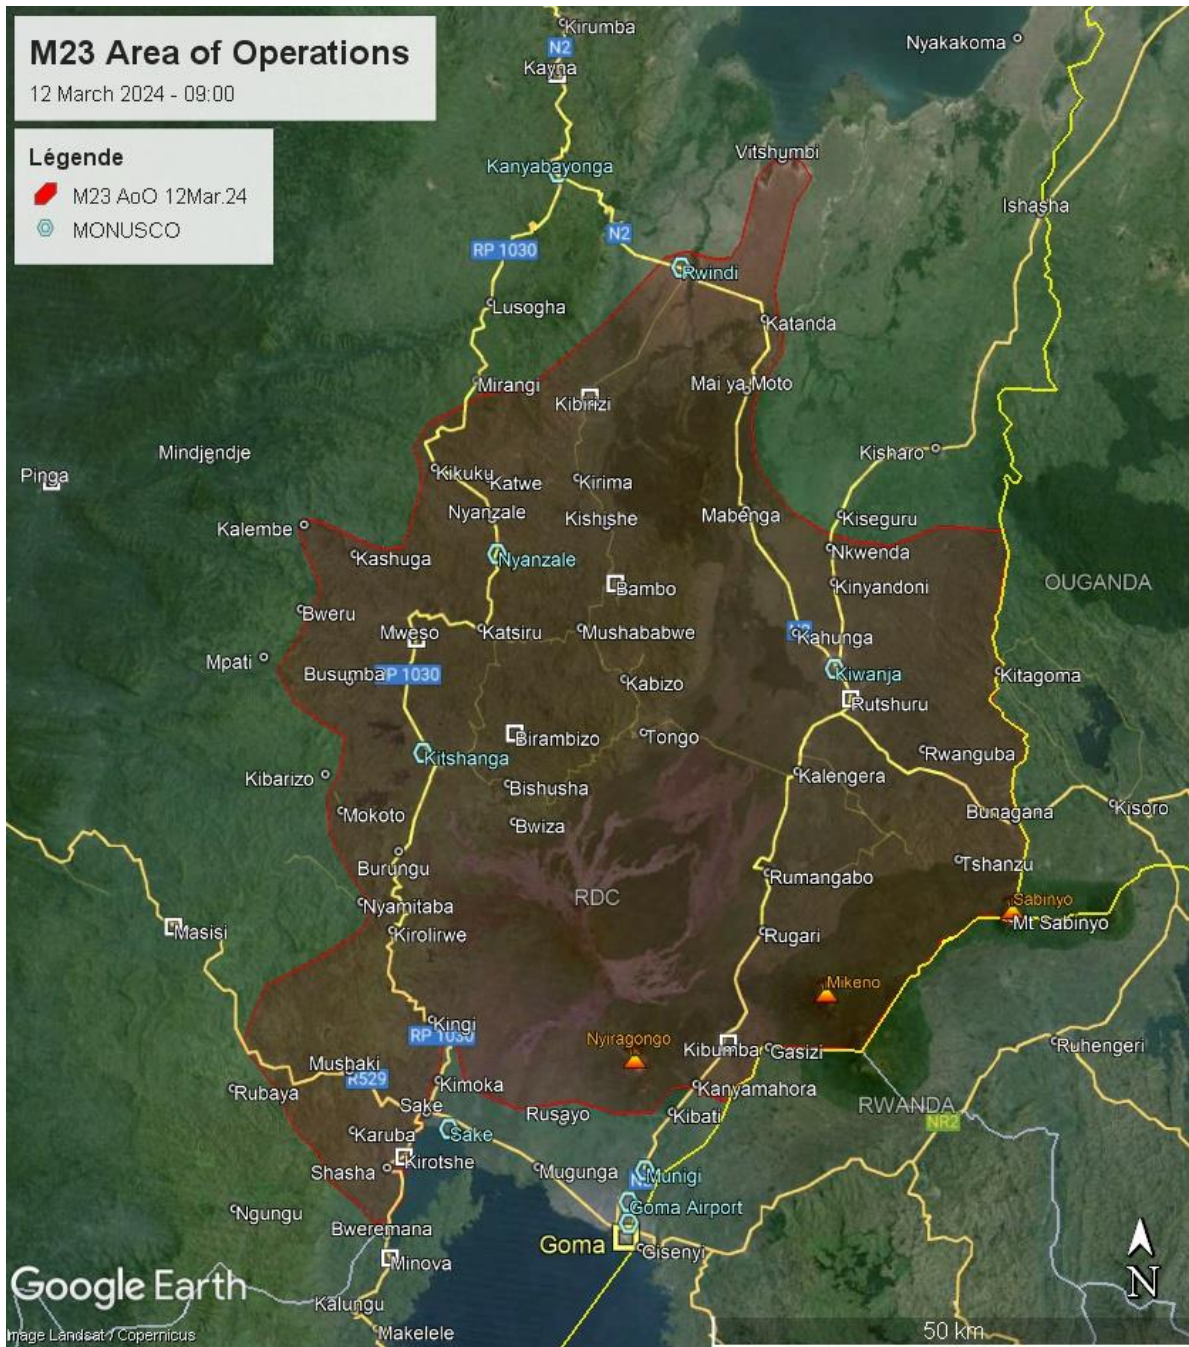 M23 Area of Operations
12 March 2024 - 09:00
Légende
M23 AoO 12Mar.24
MONUSCO
Kirumba
N2
Kayna
Nyakakoma
Kanyabayonga
Vitshumbi
Ishasha
N2
RP 1030
Rwindi
Lusogha
Katanda
Mirangi
Mai ya Moto
Kibirizi
Mindjendje
Kisharo
Pinga
Kikuku
Katwe
Kirima
Nyanzale
Kishishe
Mabenga
Kiseguru
Kalembe
Kashuga
Nyanzale
Nkwenda
Bambo
Kinyandoni
OUGANDA
Bweru
Mweso
Katsiru
Mushababwe
N2
Kahunga
Mpati
Busumba
RP 1030
Kabizo
Kiwanja
Kitagoma
Rutshuru
Birambizo
Tongo
Kitshanga
Rwanguba
Kibarizo
Bishusha
Kalengera
Mokoto
Bwiza
Bunagana
Kisoro
Burungu
Tshanzu
Rumangabo
RDC
Nyamitaba
Sabinyo
Mt Sabinyo
Masisi
Kirolirwe
Rugari
Mikeno
Kingi
RP 1030
Nyiragongo
Kibumba
Gasizi
Ruhengeri
Mushaki
R529
Rubaya
Kimoka
Kanyamahora
Sake
Rusayo
Kibati
RWANDA
NR2
Karuba
Sake
Shasha
Kirotshe
Mugunga
Munigi
Ngungu
Goma Airport
Bweremana
Goma
Gisenyi
Minova
Google Earth
Kalungu
N
Makelele
50 km
Image Landsat / Copernicus